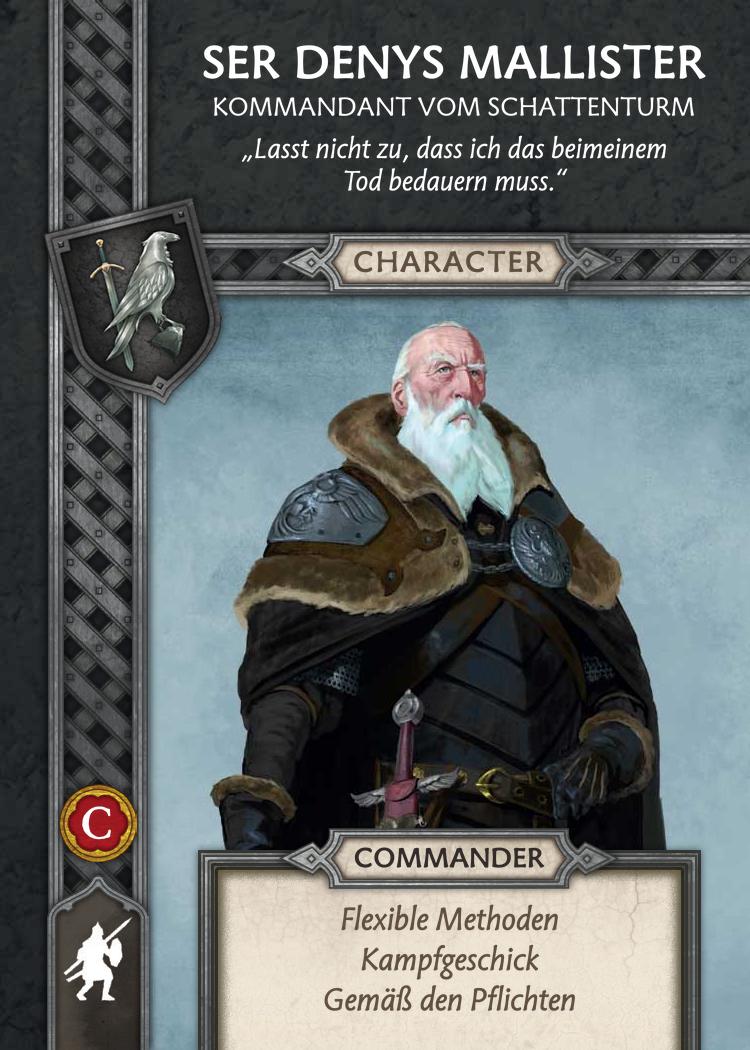 SER DENYS MALLISTER
KOMMANDANT VOM SCHATTENTURM
„Lasst nicht zu, dass ich das beimeinem
Tod bedauern muss.“
CHARACTER
C
COMMANDER
Flexible Methoden
Kampfgeschick
Gemäß den Pflichten